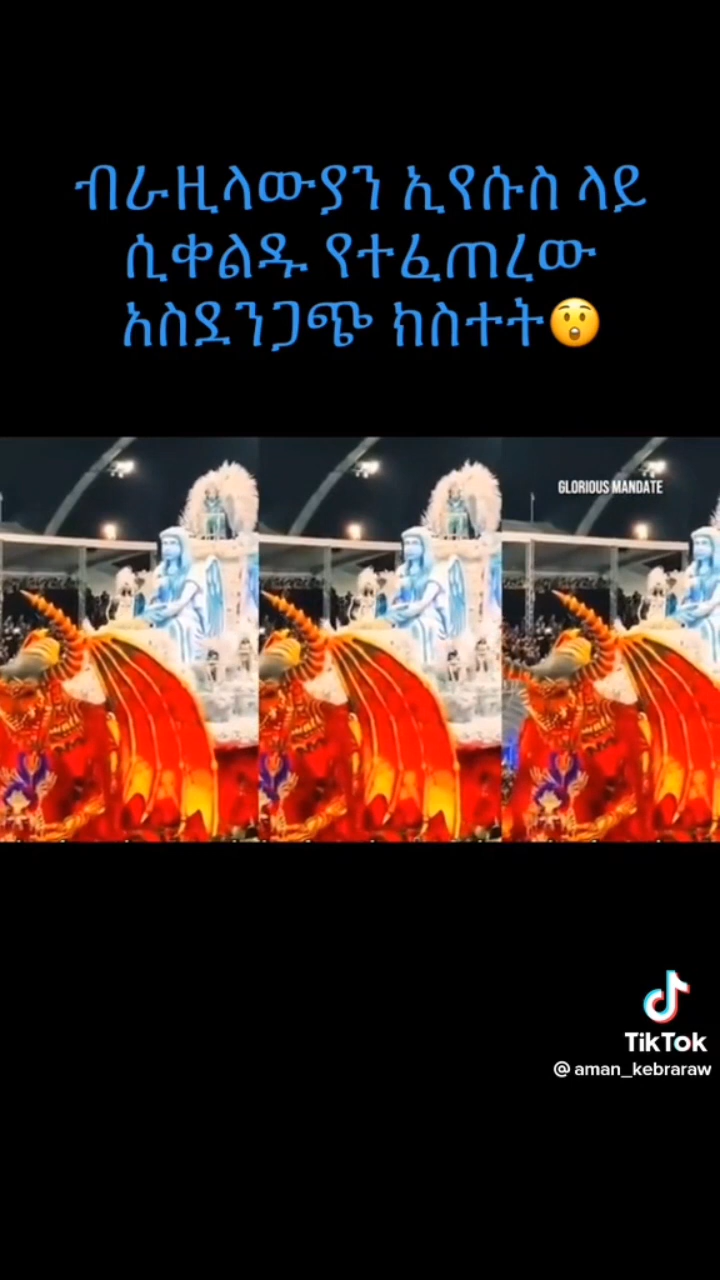 ብራዚላውያን ኢየሱስ ላይ
ሲቀልዱ የተፈጠረው
አስደንጋጭ ክስተት😲
GLORIOUS MANDATE
TikTok
@aman_kebraraw